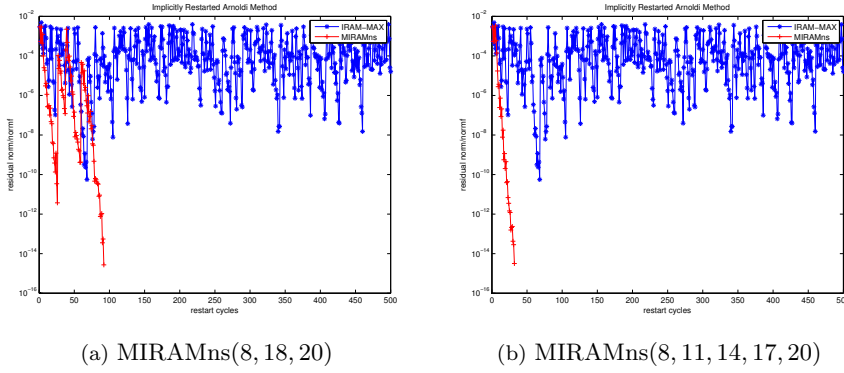 Implicitly Restarted Arnoldi Method
10^-2
10^-4
10^-6
10^-8
10^-10
10^-12
10^-14
10^-16
residual norm/normf
IRAM-MAX
MIRAMns
0 50 100 150 200 250 300 350 400 450 500
restart cycles
(a) MIRAMns(8, 18, 20)
Implicitly Restarted Arnoldi Method
10^-2
10^-4
10^-6
10^-8
10^-10
10^-12
10^-14
10^-16
residual norm/normf
IRAM-MAX
MIRAMns
0 50 100 150 200 250 300 350 400 450 500
restart cycles
(b) MIRAMns(8, 11, 14, 17, 20)